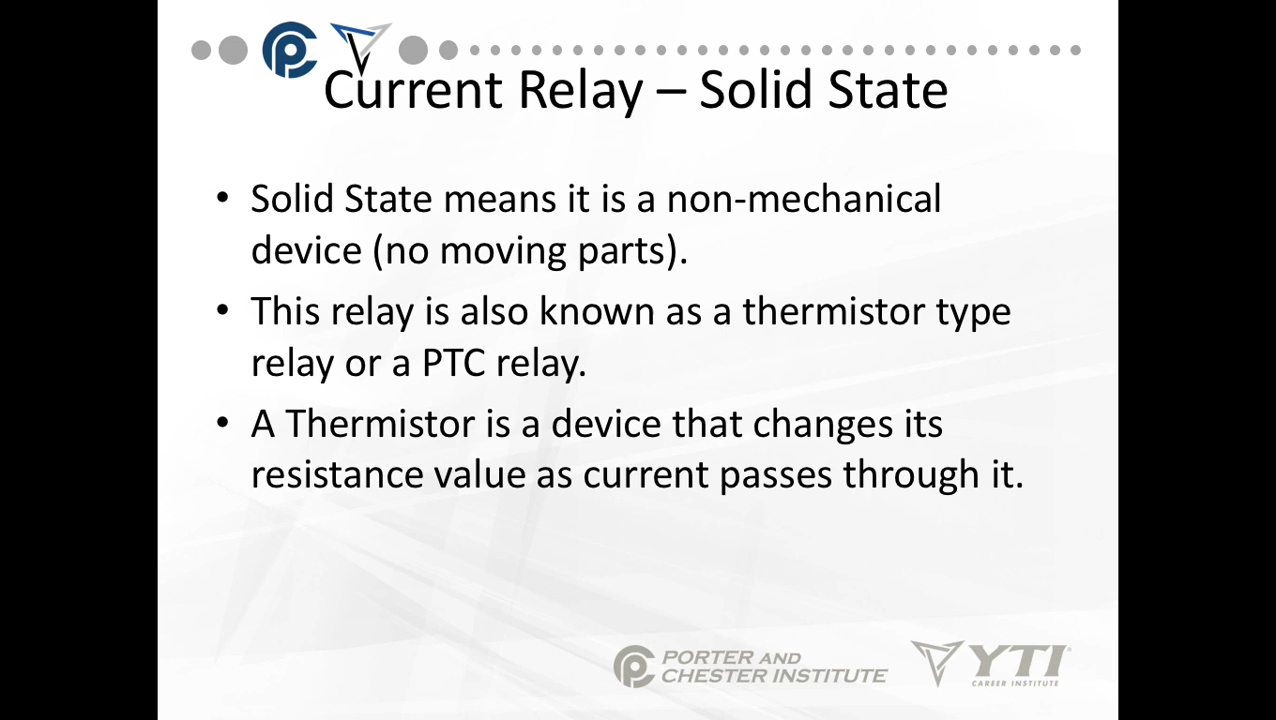 Current Relay – Solid State
• Solid State means it is a non-mechanical
device (no moving parts).
• This relay is also known as a thermistor type
relay or a PTC relay.
• A Thermistor is a device that changes its
resistance value as current passes through it.
PORTER AND
CHESTER INSTITUTE
YTI®
CAREER INSTITUTE